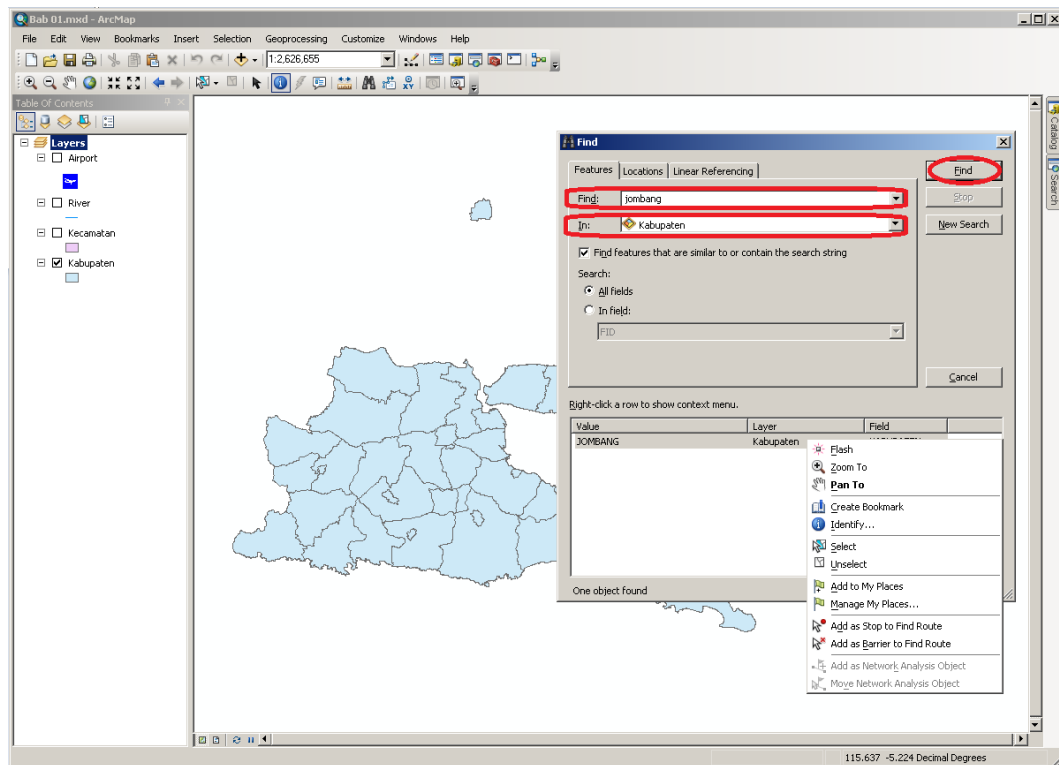 Bab 01.mxd - ArcMap
File Edit View Bookmarks Insert Selection Geoprocessing Customize Windows Help
1:2,626,655
Table Of Contents
Layers
Airport
River
Kecamatan
Kabupaten
Catalog
Search
Find
Features Locations Linear Referencing
Find
Find: jombang
Stop
In: Kabupaten
New Search
Find features that are similar to or contain the search string
Search:
All fields
In field:
FID
Cancel
Right-click a row to show context menu.
Value Layer Field
JOMBANG Kabupaten
Flash
Zoom To
Pan To
Create Bookmark
Identify...
Select
Unselect
Add to My Places
Manage My Places...
Add as Stop to Find Route
Add as Barrier to Find Route
Add as Network Analysis Object
Move Network Analysis Object
One object found
115.637 -5.224 Decimal Degrees